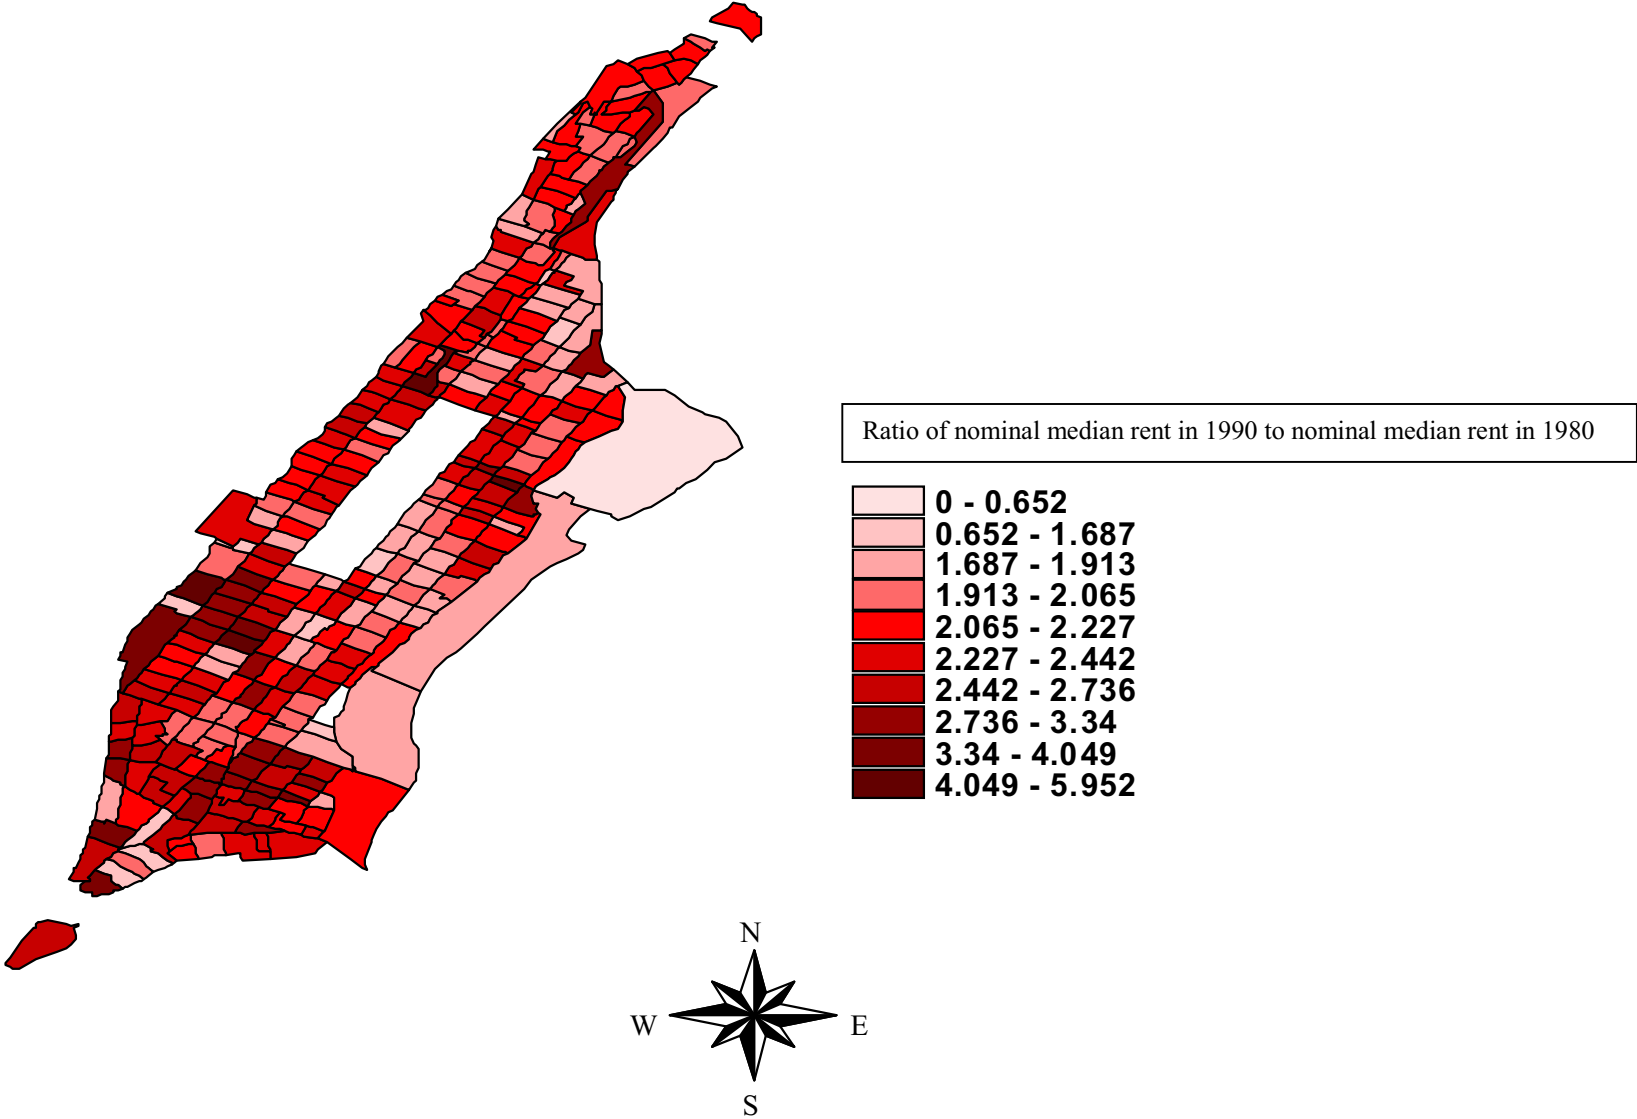 Ratio of nominal median rent in 1990 to nominal median rent in 1980
0 - 0.652
0.652 - 1.687
1.687 - 1.913
1.913 - 2.065
2.065 - 2.227
2.227 - 2.442
2.442 - 2.736
2.736 - 3.34
3.34 - 4.049
4.049 - 5.952
N
W E
S